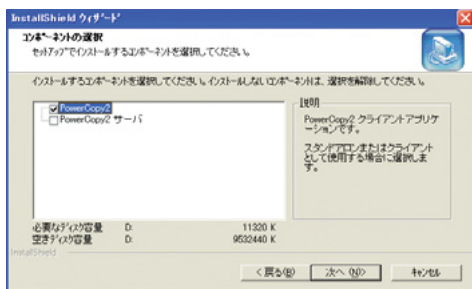 InstallShield ウィザード
コンポーネントの選択
セットアップでインストールするコンポーネントを選択してください。
インストールするコンポーネントを選択してください。インストールしないコンポーネントは、選択を解除してください。
PowerCopy2
PowerCopy2 サーバ
説明
PowerCopy2 クライアントアプリケ
ーションです。
スタンドアロンまたはクライアント
として使用する場合に選択しま
す。
必要なディスク容量 D: 11320 K
空きディスク容量 D: 9532440 K
InstallShield
< 戻る(B)
次へ (N)>
キャンセル